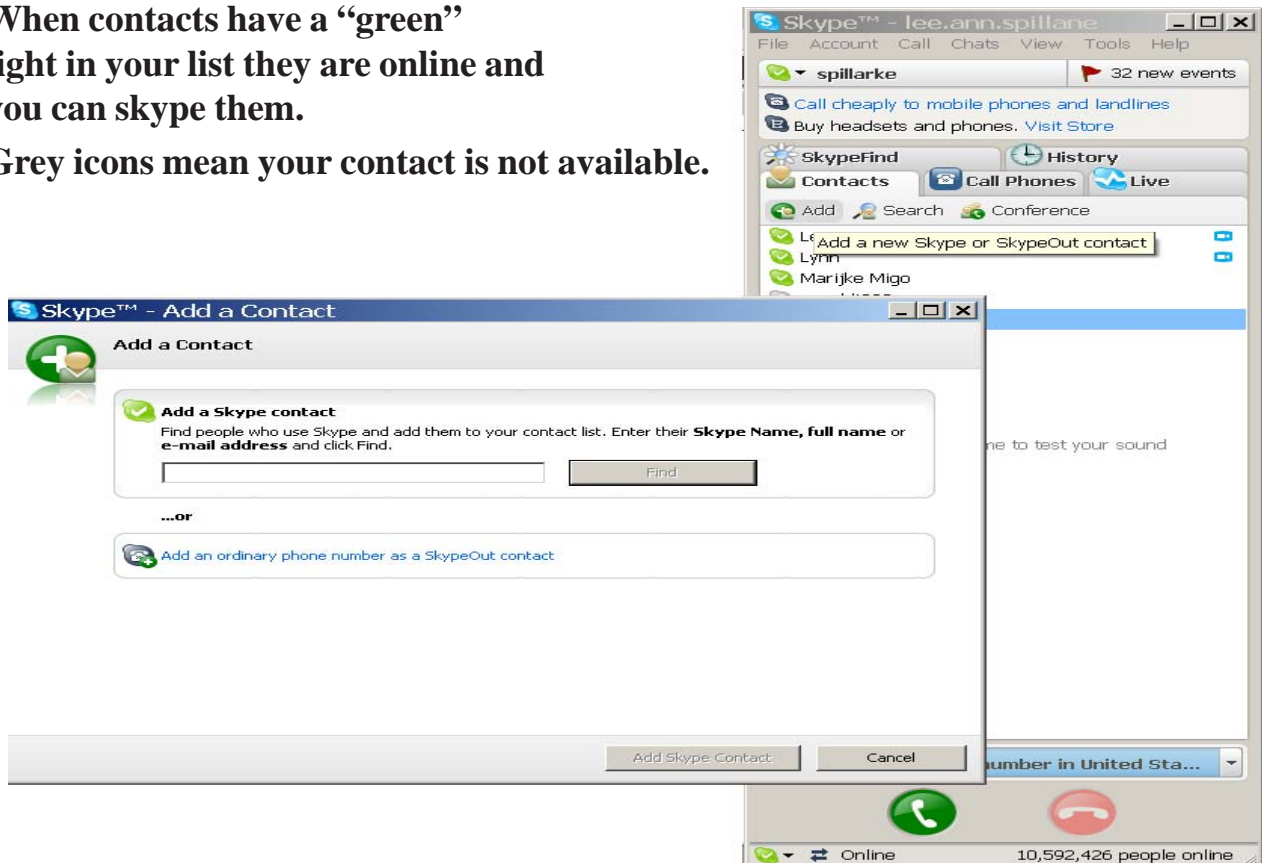 When contacts have a “green”
light in your list they are online and
you can skype them.
Grey icons mean your contact is not available.
Skype™ - lee.ann.spillane
File Account Call Chats View Tools Help
spillarke 32 new events
Call cheaply to mobile phones and landlines
Buy headsets and phones. Visit Store
SkypeFind History
Contacts Call Phones Live
Add Search Conference
Add a new Skype or SkypeOut contact
Lynn
Marijke Migo
Skype™ - Add a Contact
Add a Contact
Add a Skype contact
Find people who use Skype and add them to your contact list. Enter their Skype Name, full name or
e-mail address and click Find.
Find
...or
Add an ordinary phone number as a SkypeOut contact
Add Skype Contact Cancel
me to test your sound
number in United Sta...
Online 10,592,426 people online